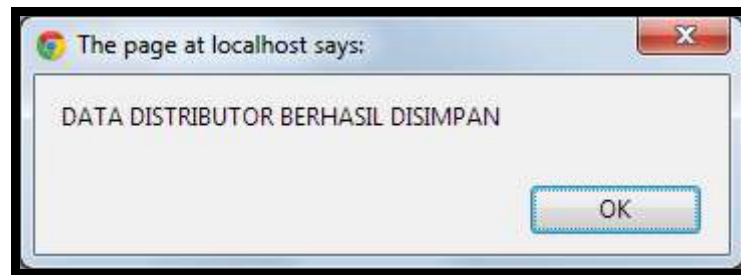 The page at localhost says:
DATA DISTRIBUTOR BERHASIL DISIMPAN
OK